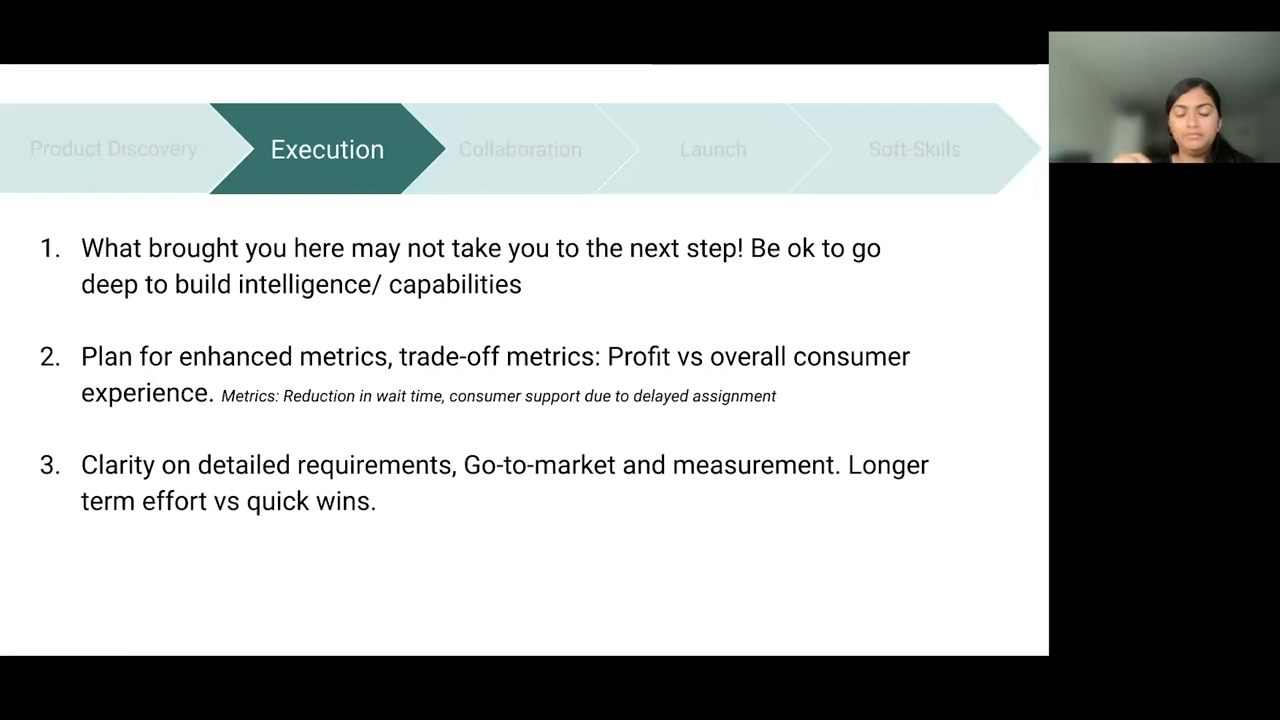 Product Discovery
Execution
Collaboration
Launch
Soft-Skills
1. What brought you here may not take you to the next step! Be ok to go
deep to build intelligence/ capabilities
2. Plan for enhanced metrics, trade-off metrics: Profit vs overall consumer
experience. Metrics: Reduction in wait time, consumer support due to delayed assignment
3. Clarity on detailed requirements, Go-to-market and measurement. Longer
term effort vs quick wins.